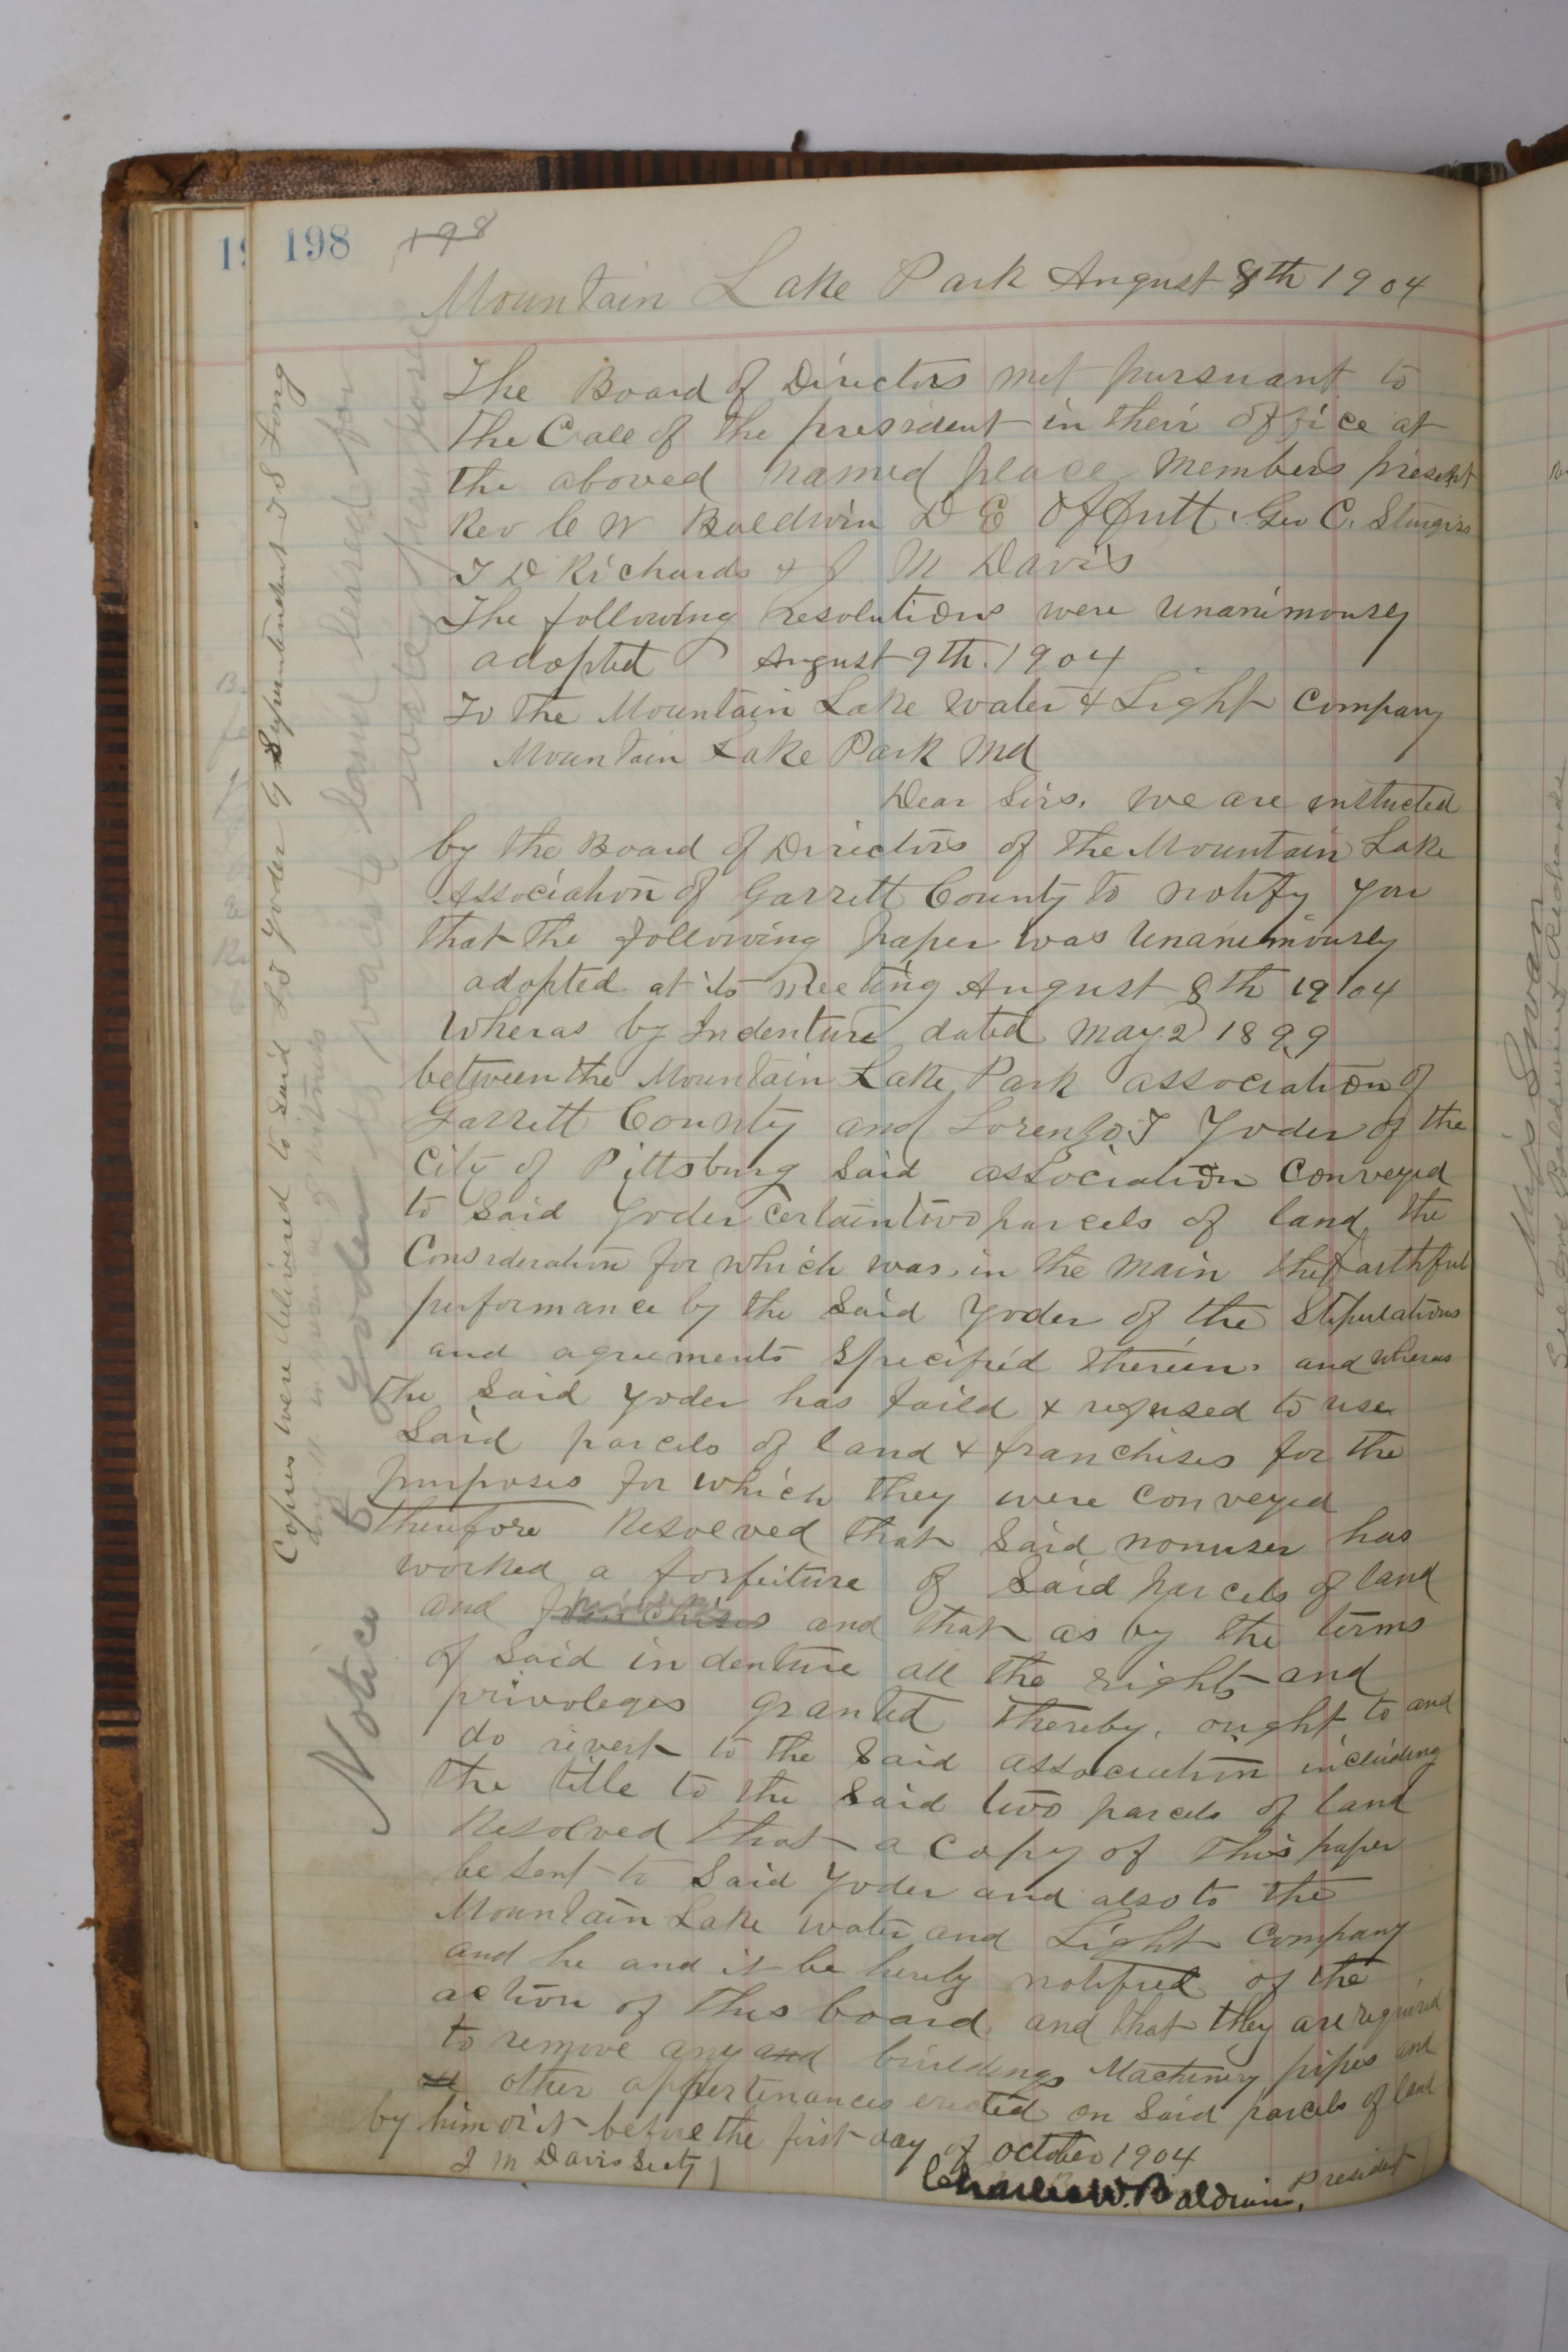 198
198
Mountain Lake Park August 8th 1904
The Board of Directors met pursuant to
the Call of the president in their office at
the aboved named place members present
Rev C W Baldwin D E Offutt. Geo C. Sturgiss
T D Richards & J M Davis
The following resolutions were unanimously
adopted August 9th. 1904
To the Mountain Lake water & Light Company
Mountain Lake Park Md
Dear Sirs. We are instucted
by the Board of Directors of the Mountain Lake
Association of Garrett County to notify you
that the following paper was unanimously
adopted at its Meeting August 8th 1904
Wheras by Indenture dated May 2 1899
between the Mountain Lake Park association of
Garrett County and Lorenzo. T Yoder of the
City of Pittsburg said association conveyed
to said Yoder certain two parcels of land, the
Consideration for which was, in the main the faithful
performance by the said Yoder of the stipulations
and agreements specified therein. and wheras
the said Yoder has faild & refused to use
said parcels of land & franchises for the
purposes for which they were conveyed
therefore Resolved that said nonuser has
worked a forfeiture of said parcels of land
and franchises and that as by the terms
of said indenture all the rights and
privoleges granted thereby, ought to and
do revert to the said association including
the title to the said two parcels of land
Resolved that a copy of this paper
be sent to said Yoder and also to the
Mountain Lake water and Light Company
and he and it be hereby notified of the
action of this board and that they are required
to remove any and buildings Machinery pipes and
all other appertinances erected on said parcels of land
by him or it before the first day of October 1904
J M Davis Secty
Charles W. Baldwin, President
Copies were delivered to said L T Yoder & Superintendent T S Long
Notice to Yoder to vacate land leased for
water purposes